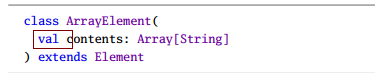 class ArrayElement(
val contents: Array[String]
) extends Element